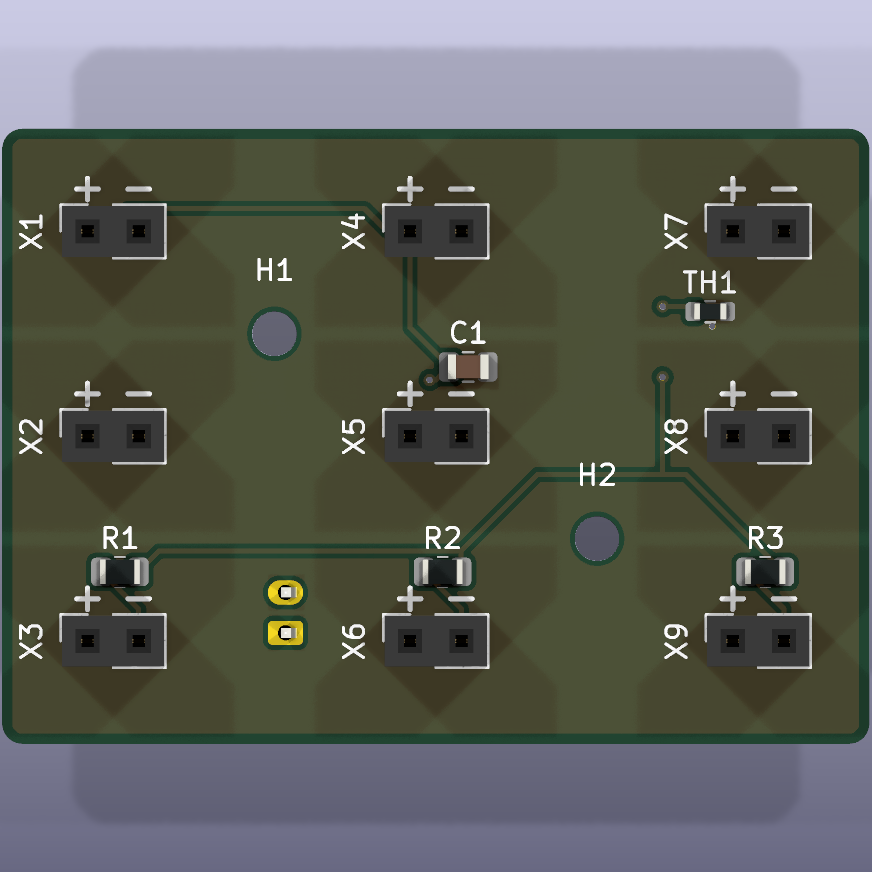 X1
+ −
X4
+ −
X7
+ −
H1
TH1
C1
X2
+ −
X5
+ −
X8
+ −
H2
R1
R2
R3
X3
+ −
X6
+ −
X9
+ −